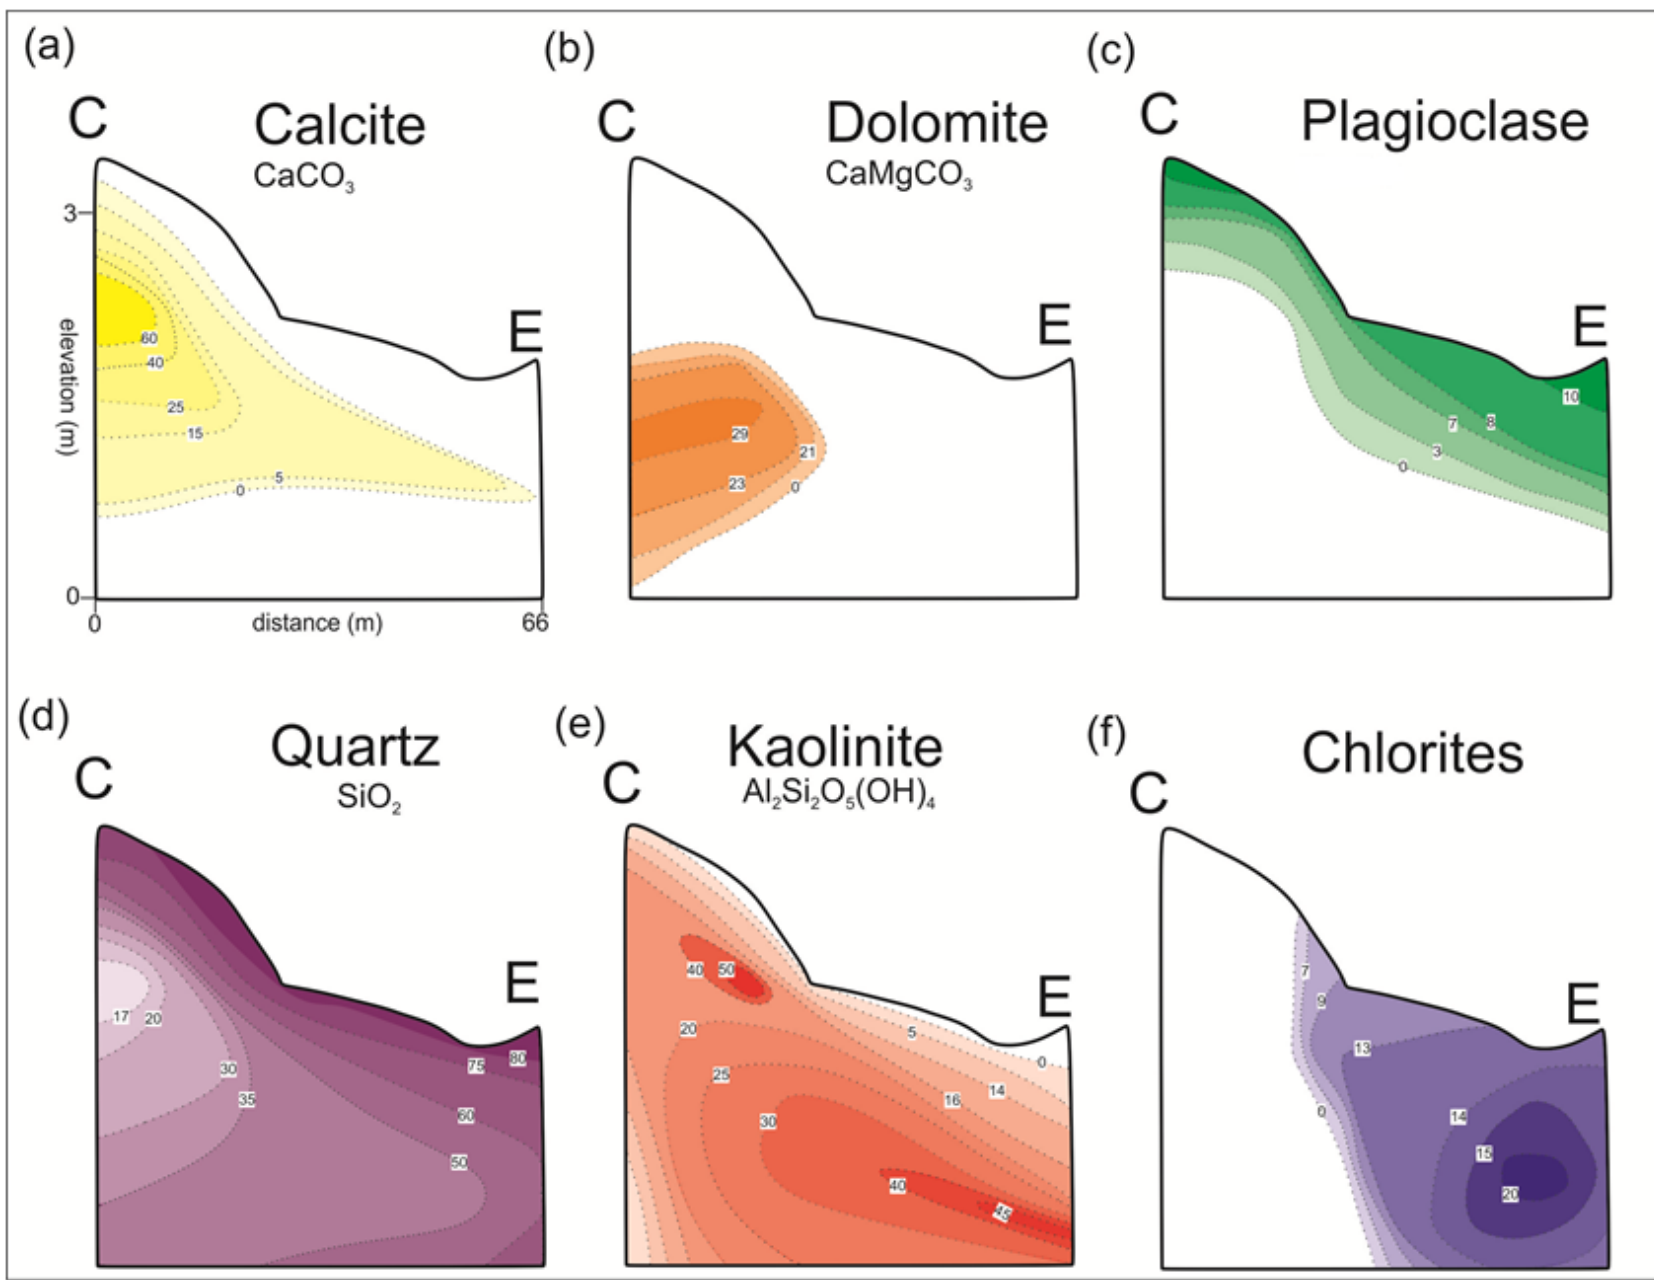 (a)
C
Calcite
CaCO₃
3
elevation (m)
60
40
25
15
5
0
E
0
0
distance (m)
66
(b)
C
Dolomite
CaMgCO₃
29
21
23
0
E
(c)
C
Plagioclase
E
10
7
8
3
0
(d)
C
Quartz
SiO₂
17
20
30
35
E
75
80
60
50
(e)
C
Kaolinite
Al₂Si₂O₅(OH)₄
40
50
20
25
30
E
5
0
14
16
40
45
(f)
C
Chlorites
7
9
13
0
E
14
15
20